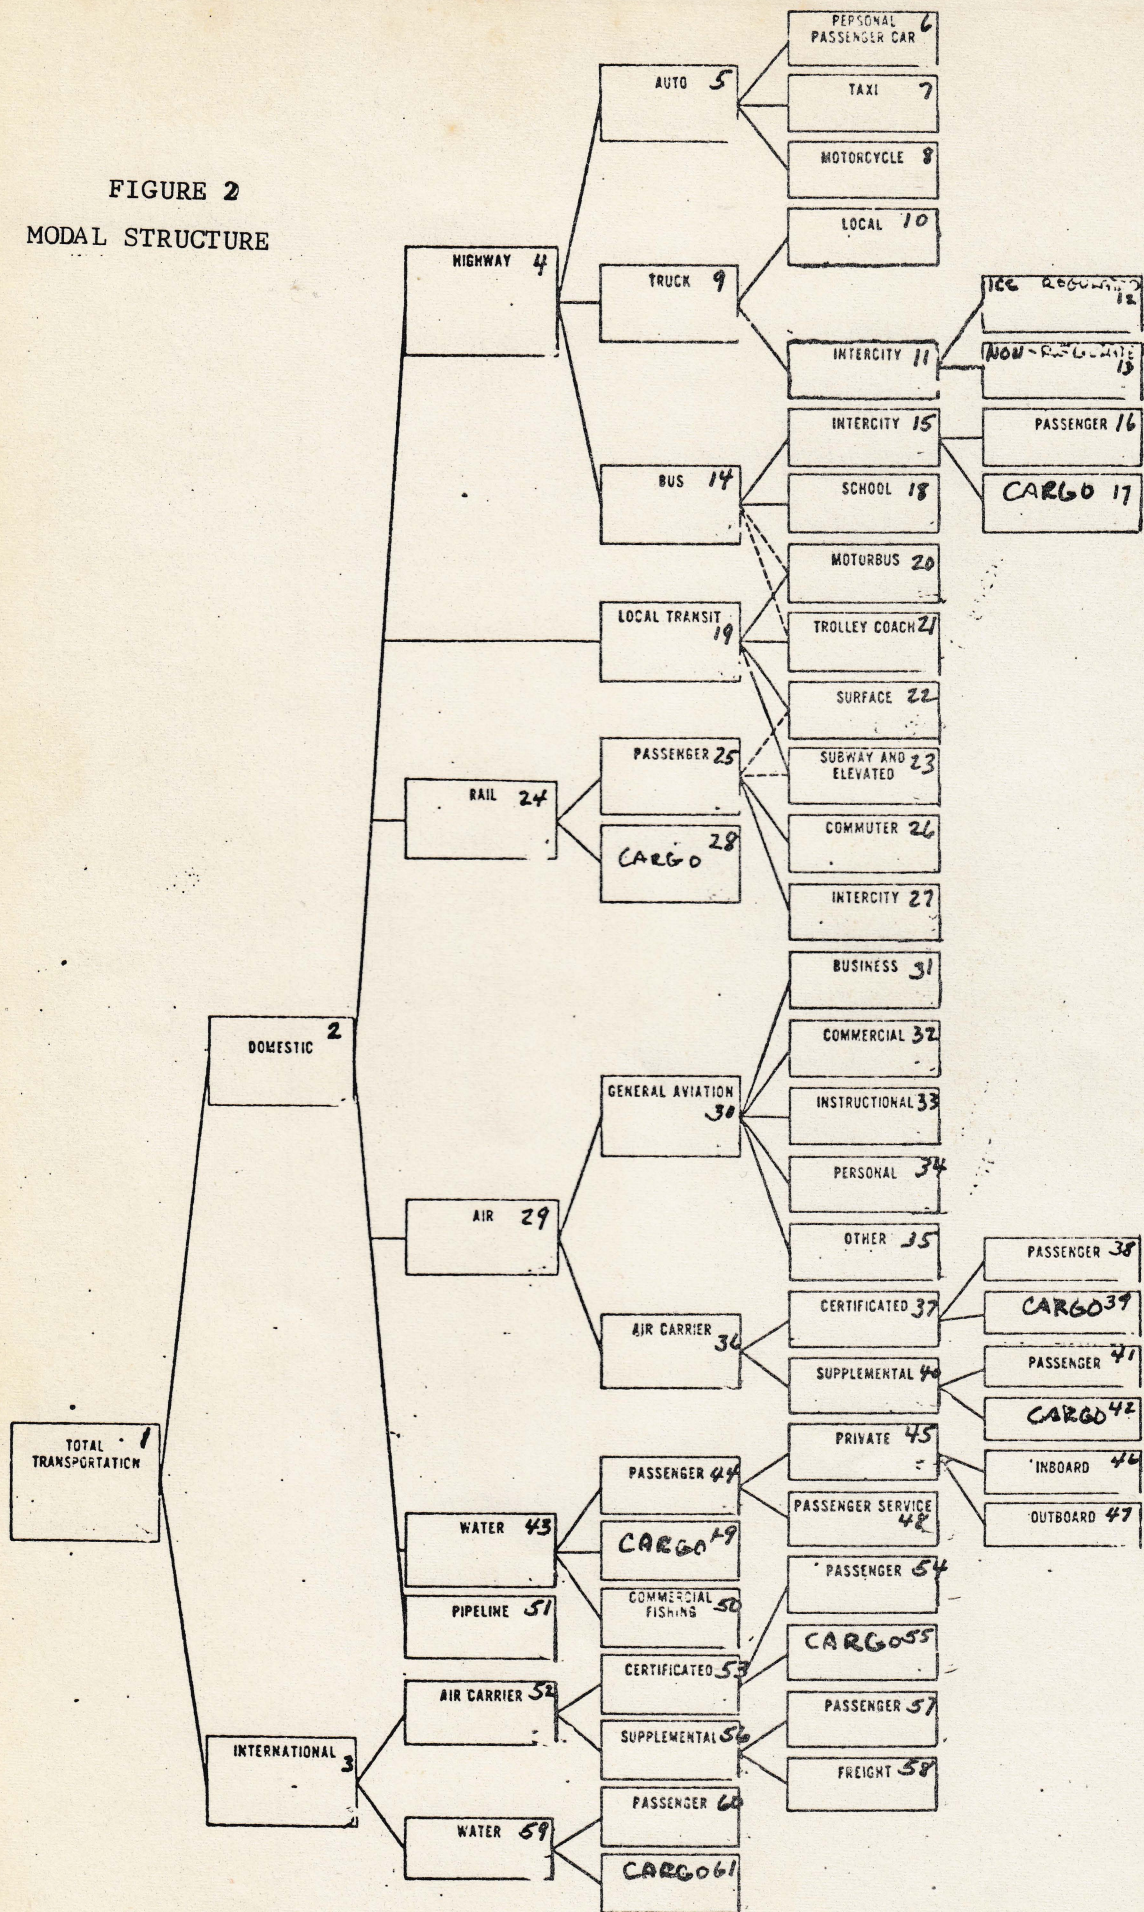 PERSONAL 6
PASSENGER CAR
AUTO 5
TAXI 7
MOTORCYCLE 8
FIGURE 2
MODAL STRUCTURE
LOCAL 10
HIGHWAY 4
TRUCK 9
ICC REGULATED
12
INTERCITY 11
NON-REGULATE
13
INTERCITY 15
PASSENGER 16
BUS 14
SCHOOL 18
CARGO 17
MOTORBUS 20
LOCAL TRANSIT
19
TROLLEY COACH 21
SURFACE 22
PASSENGER 25
SUBWAY AND 23
ELEVATED
RAIL 24
COMMUTER 26
CARGO 28
INTERCITY 27
BUSINESS 31
DOMESTIC 2
COMMERCIAL 32
GENERAL AVIATION
30
INSTRUCTIONAL 33
PERSONAL 34
AIR 29
OTHER 35
PASSENGER 38
CERTIFICATED 37
CARGO 39
AIR CARRIER 36
PASSENGER 41
SUPPLEMENTAL 40
CARGO 42
TOTAL 1
TRANSPORTATION
PRIVATE 45
PASSENGER 44
INBOARD 46
PASSENGER SERVICE
48
OUTBOARD 47
WATER 43
CARGO 49
PASSENGER 54
COMMERCIAL
FISHING 50
PIPELINE 51
CARGO 55
CERTIFICATED 53
AIR CARRIER 52
PASSENGER 57
SUPPLEMENTAL 56
INTERNATIONAL 3
FREIGHT 58
PASSENGER 60
WATER 59
CARGO 61